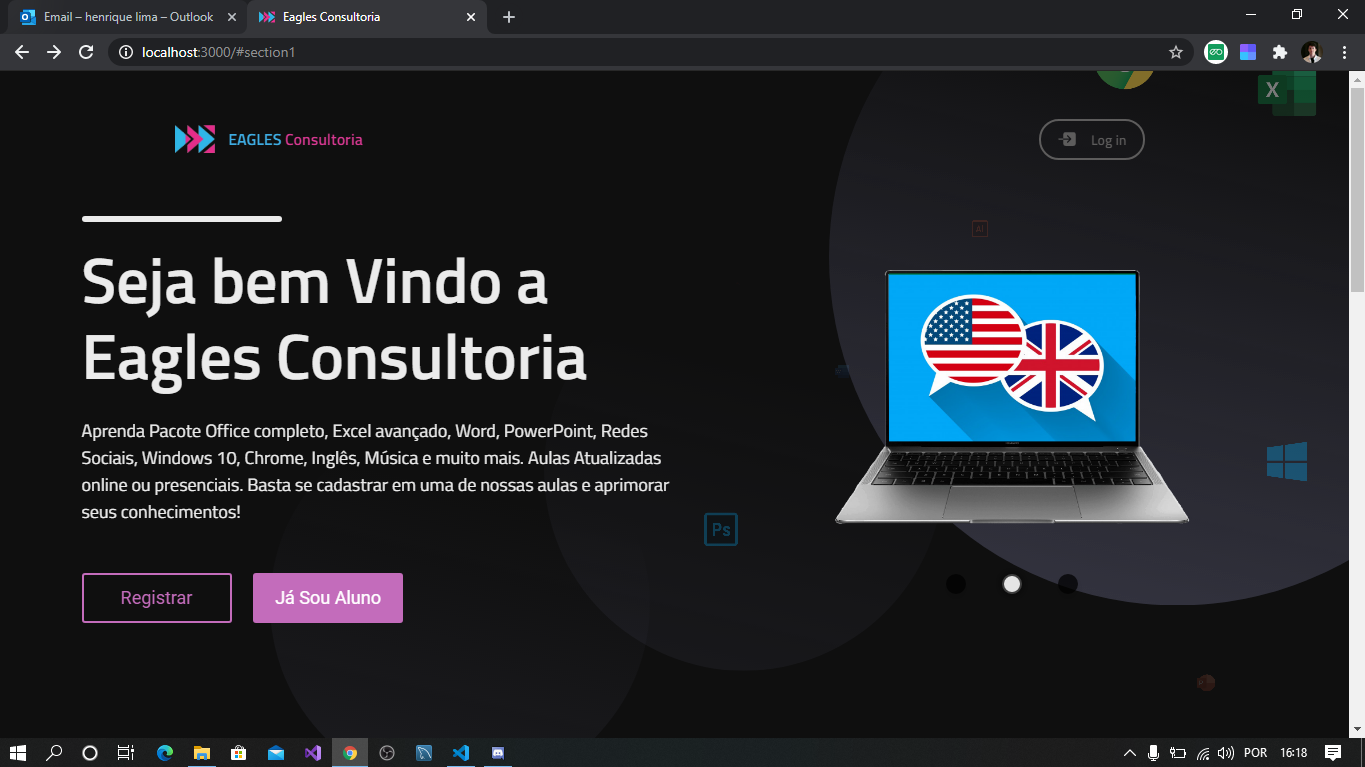 Email – henrique lima – Outlook
Eagles Consultoria
localhost:3000/#section1
X
EAGLES Consultoria
Log in
Ai
Seja bem Vindo a
Eagles Consultoria
Aprenda Pacote Office completo, Excel avançado, Word, PowerPoint, Redes
Sociais, Windows 10, Chrome, Inglês, Música e muito mais. Aulas Atualizadas
online ou presenciais. Basta se cadastrar em uma de nossas aulas e aprimorar
seus conhecimentos!
Ps
Registrar
Já Sou Aluno
POR
16:18